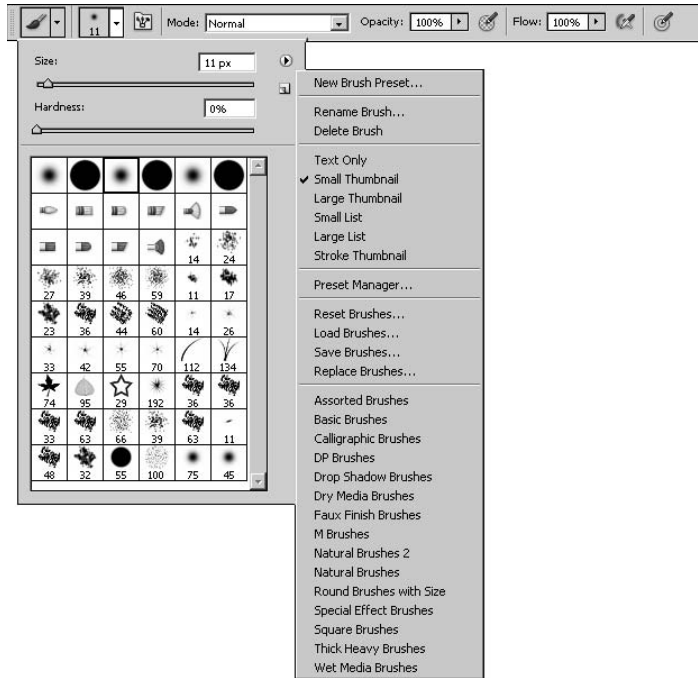 11
Mode: Normal
Opacity: 100%
Flow: 100%
Size: 11 px
Hardness: 0%
14 24
27 39 46 59 11 17
23 36 44 60 14 26
33 42 55 70 112 134
74 95 29 192 36 36
33 63 66 39 63 11
48 32 55 100 75 45
New Brush Preset...
Rename Brush...
Delete Brush
Text Only
Small Thumbnail
Large Thumbnail
Small List
Large List
Stroke Thumbnail
Preset Manager...
Reset Brushes...
Load Brushes...
Save Brushes...
Replace Brushes...
Assorted Brushes
Basic Brushes
Calligraphic Brushes
DP Brushes
Drop Shadow Brushes
Dry Media Brushes
Faux Finish Brushes
M Brushes
Natural Brushes 2
Natural Brushes
Round Brushes with Size
Special Effect Brushes
Square Brushes
Thick Heavy Brushes
Wet Media Brushes